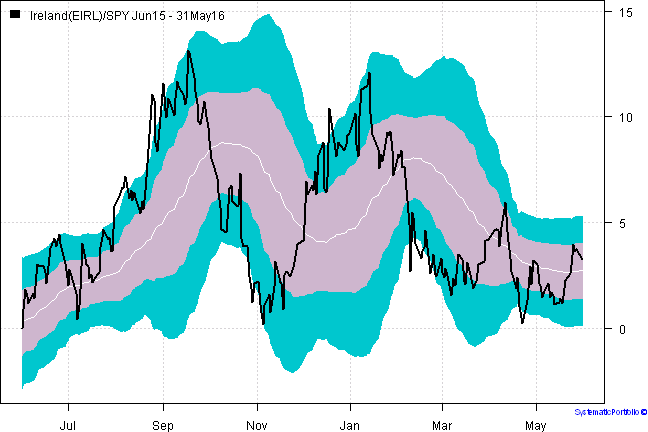 Ireland(EIRL)/SPY Jun15 - 31May16
15
10
5
0
Jul Sep Nov Jan Mar May
SystematicPortfolio ©